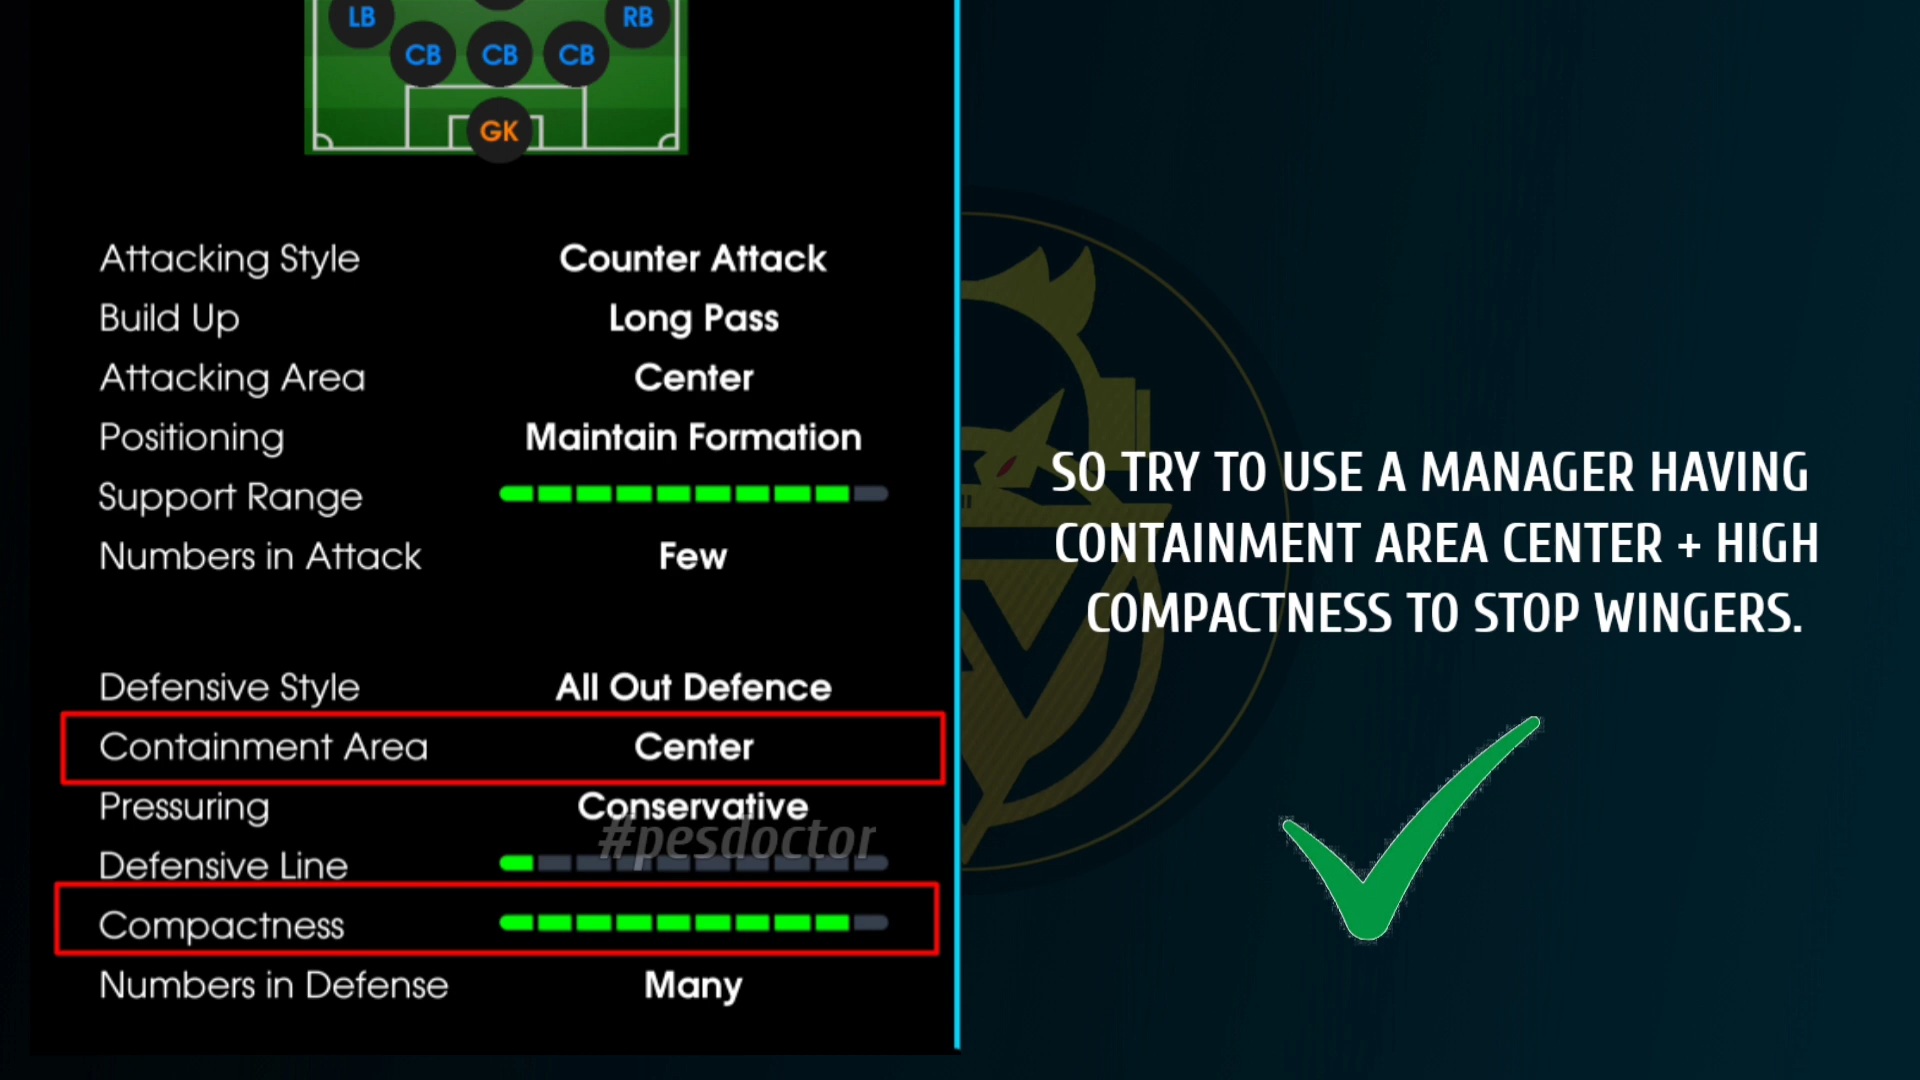 LB
RB
CB CB CB
GK
Attacking Style Counter Attack
Build Up Long Pass
Attacking Area Center
Positioning Maintain Formation
Support Range
Numbers in Attack Few
Defensive Style All Out Defence
Containment Area Center
Pressuring Conservative
#pesdoctor
Defensive Line
Compactness
Numbers in Defense Many
SO TRY TO USE A MANAGER HAVING
CONTAINMENT AREA CENTER + HIGH
COMPACTNESS TO STOP WINGERS.